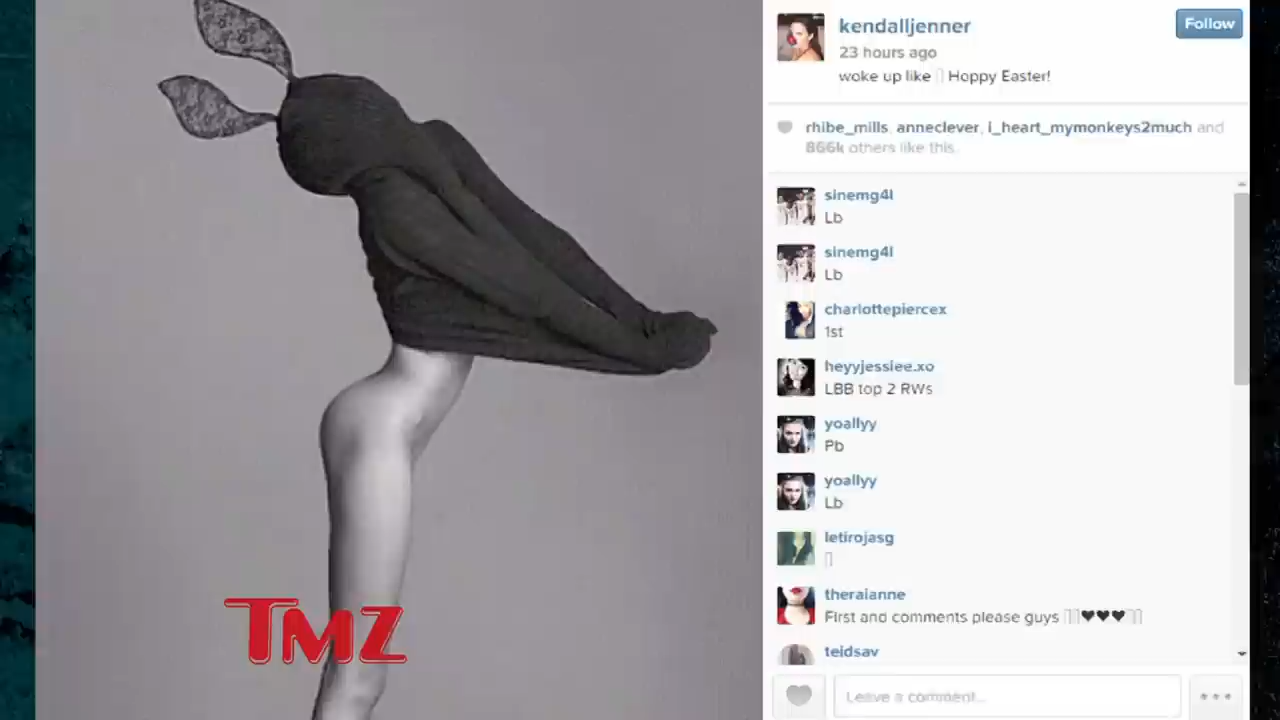 kendalljenner
Follow
23 hours ago
woke up like Hoppy Easter!
rhibe_mills, anneclever, i_heart_mymonkeys2much and
866k others like this.
sinemg4l
Lb
sinemg4l
Lb
charlottepiercex
1st
heyyjessiee.xo
LBB top 2 RWs
yoallyy
Pb
yoallyy
Lb
letirojasg
theraianne
First and comments please guys ♥♥♥
teidsav
Leave a comment...
TMZ